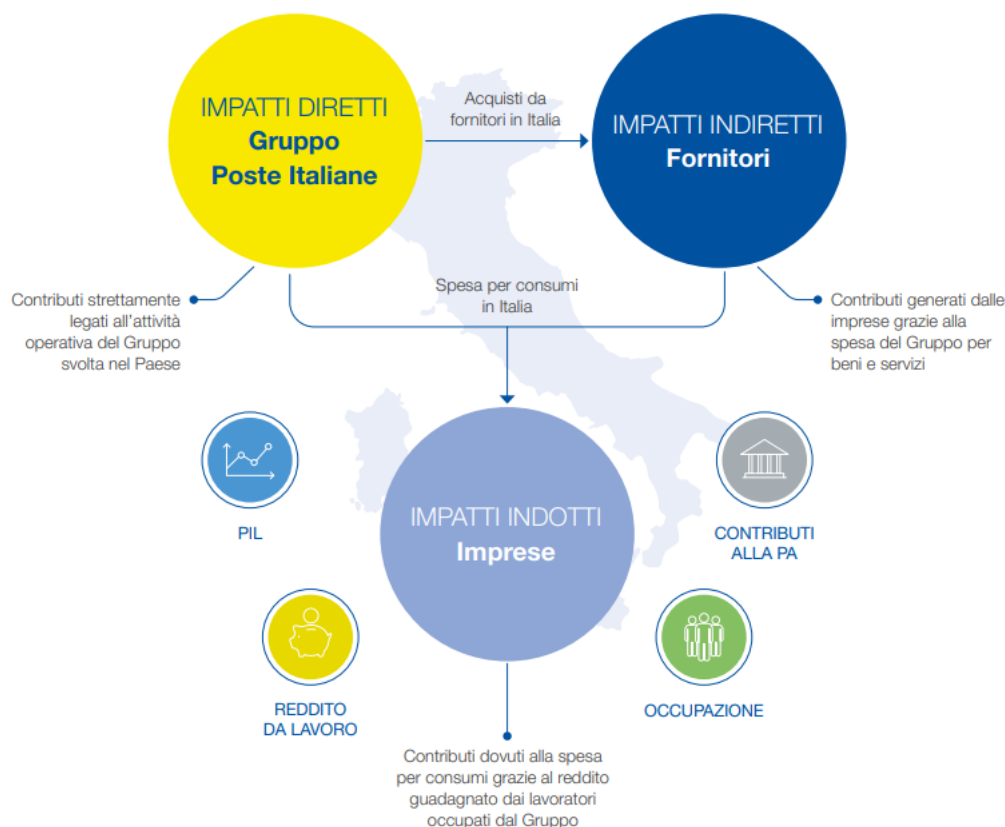 IMPATTI DIRETTI
Gruppo
Poste Italiane
Acquisti da
fornitori in Italia
IMPATTI INDIRETTI
Fornitori
Contributi strettamente
legati all'attività
operativa del Gruppo
svolta nel Paese
Spesa per consumi
in Italia
Contributi generati dalle
imprese grazie alla
spesa del Gruppo per
beni e servizi
IMPATTI INDOTTI
Imprese
PIL
CONTRIBUTI
ALLA PA
REDDITO
DA LAVORO
OCCUPAZIONE
Contributi dovuti alla spesa
per consumi grazie al reddito
guadagnato dai lavoratori
occupati dal Gruppo